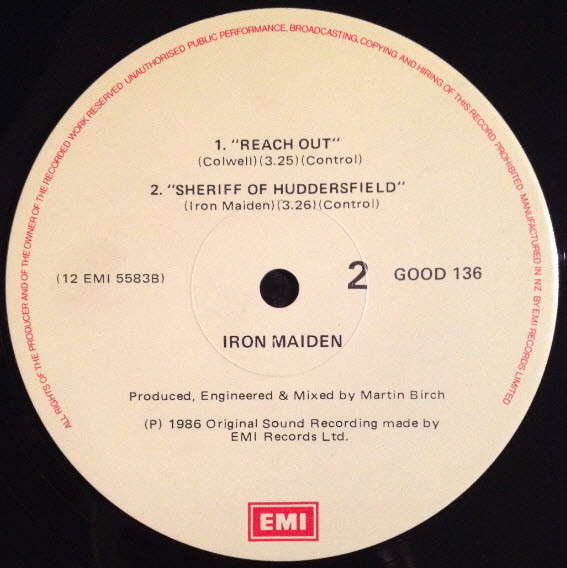 ALL RIGHTS OF THE PRODUCER AND OF THE OWNER OF THE RECORDED WORK RESERVED UNAUTHORISED PUBLIC PERFORMANCE, BROADCASTING, COPYING AND HIRING OF THIS RECORD PROHIBITED · MANUFACTURED IN NZ BY EMI RECORDS LIMITED
1. "REACH OUT"
(Colwell)(3.25)(Control)
2. "SHERIFF OF HUDDERSFIELD"
(Iron Maiden)(3.26)(Control)
(12 EMI 5583B) 2 GOOD 136
IRON MAIDEN
Produced, Engineered & Mixed by Martin Birch
(P) 1986 Original Sound Recording made by
EMI Records Ltd.
EMI